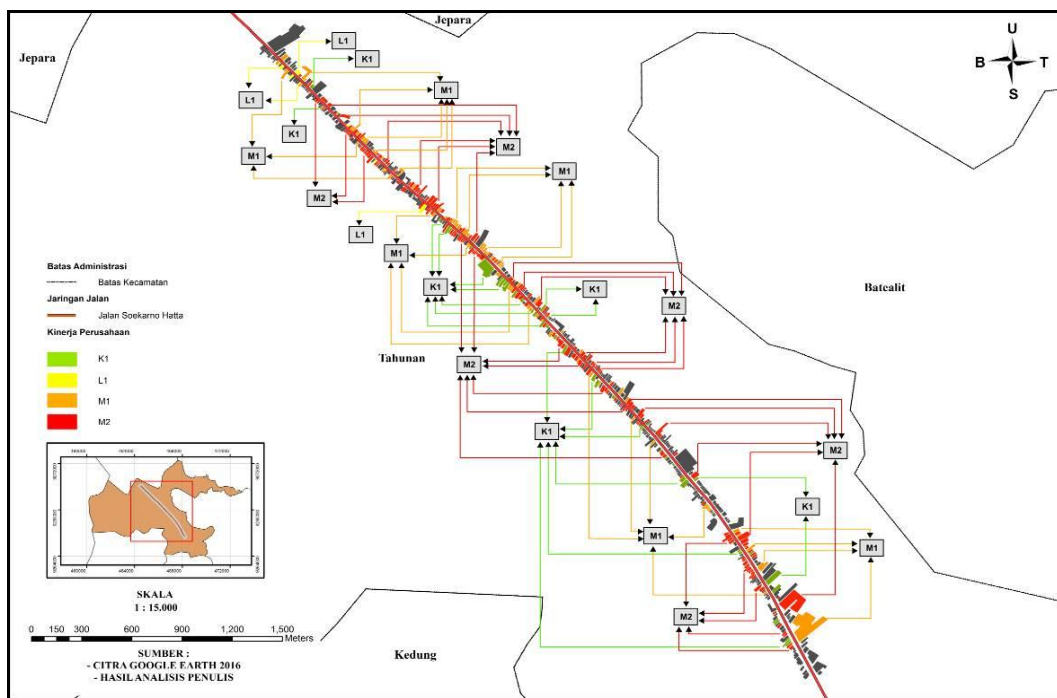 Jepara
Jepara
U
B T
S
L1
K1
L1
M1
K1
M2
M1
M1
M2
L1
M1
K1
K1
M2
Batealit
Tahunan
M2
K1
M2
K1
M1
M1
M2
Kedung
Batas Administrasi
Batas Kecamatan
Jaringan Jalan
Jalan Soekarno Hatta
Kinerja Perusahaan
K1
L1
M1
M2
SKALA
1 : 15.000
0 150 300 600 900 1,200 1,500
Meters
SUMBER :
- CITRA GOOGLE EARTH 2016
- HASIL ANALISIS PENULIS